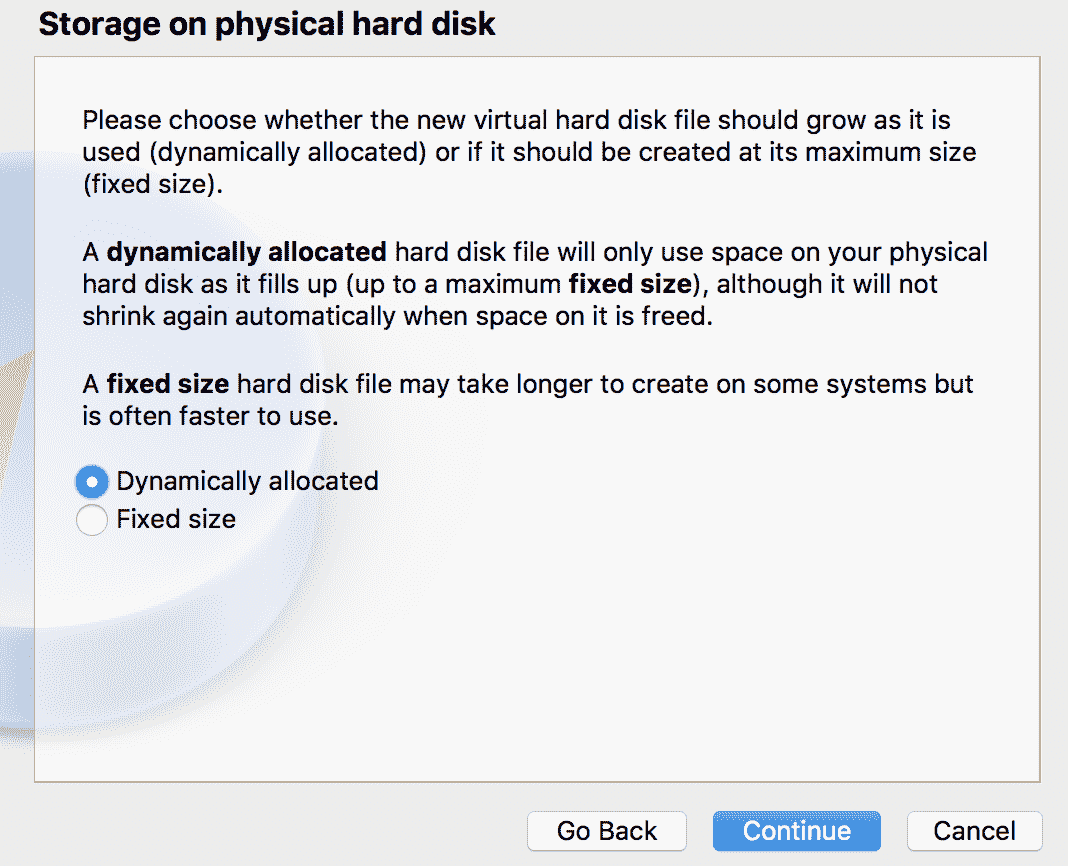 Storage on physical hard disk
Please choose whether the new virtual hard disk file should grow as it is
used (dynamically allocated) or if it should be created at its maximum size
(fixed size).
A dynamically allocated hard disk file will only use space on your physical
hard disk as it fills up (up to a maximum fixed size), although it will not
shrink again automatically when space on it is freed.
A fixed size hard disk file may take longer to create on some systems but
is often faster to use.
Dynamically allocated
Fixed size
Go Back
Continue
Cancel